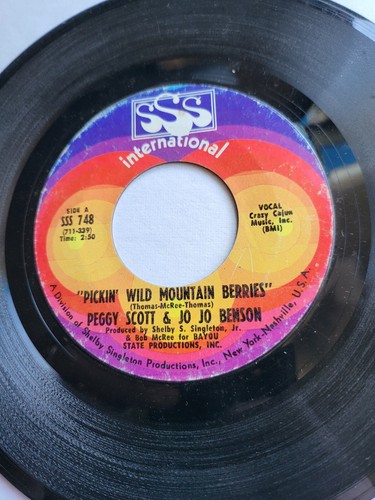 SSS
international
SIDE A
SSS 748
(711-339)
Time: 2:50
VOCAL
Crazy Cajun
Music, Inc.
(BMI)
"PICKIN' WILD MOUNTAIN BERRIES"
(Thomas-McRee-Thomas)
PEGGY SCOTT & JO JO BENSON
Produced by Shelby S. Singleton, Jr.
& Bob McRee for BAYOU
STATE PRODUCTIONS, INC.
A Division of Shelby Singleton Productions, Inc., New York-Nashville, U.S.A.